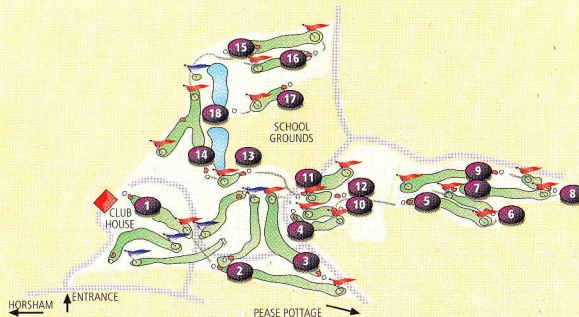 15
16
17
18
SCHOOL
GROUNDS
14
13
11
12
10
9
7
8
5
6
1
CLUB
HOUSE
4
3
2
HORSHAM
ENTRANCE
PEASE POTTAGE